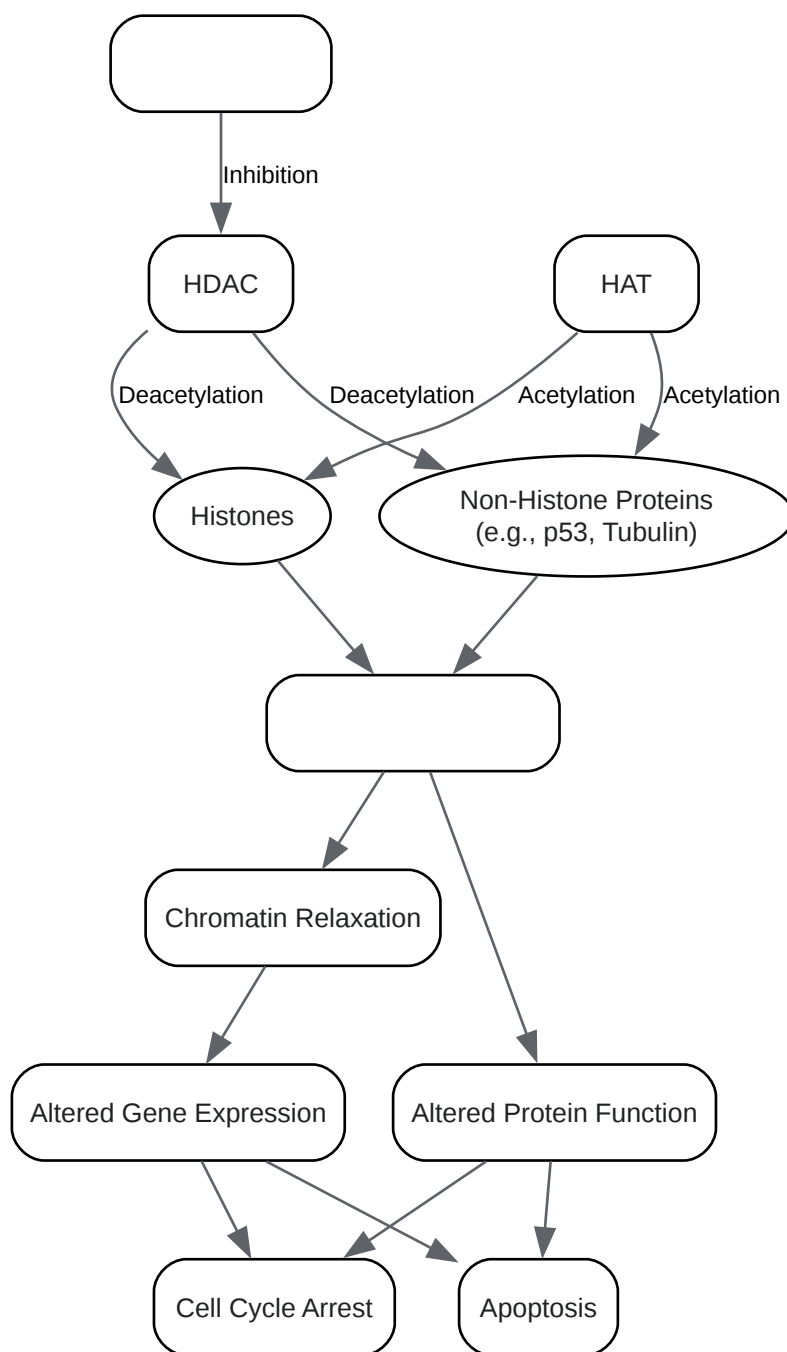 Inhibition
HDAC
HAT
Deacetylation
Deacetylation
Acetylation
Acetylation
Histones
Non-Histone Proteins
(e.g., p53, Tubulin)
Chromatin Relaxation
Altered Gene Expression
Altered Protein Function
Cell Cycle Arrest
Apoptosis